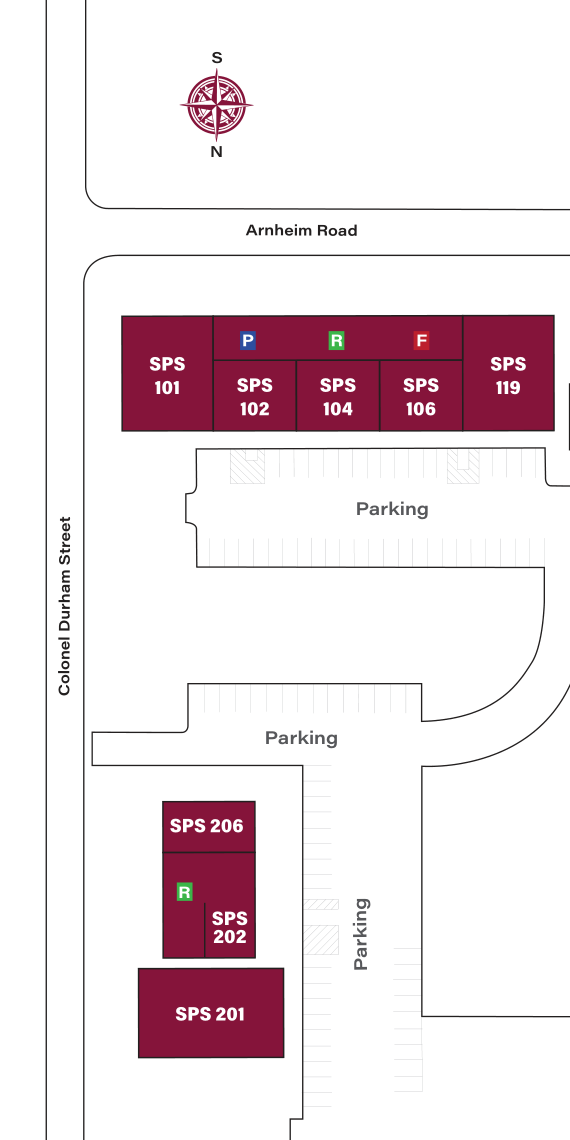 S
N
Arnheim Road
P
R
F
SPS
101
SPS
102
SPS
104
SPS
106
SPS
119
Parking
Colonel Durham Street
Parking
SPS 206
R
SPS
202
Parking
SPS 201